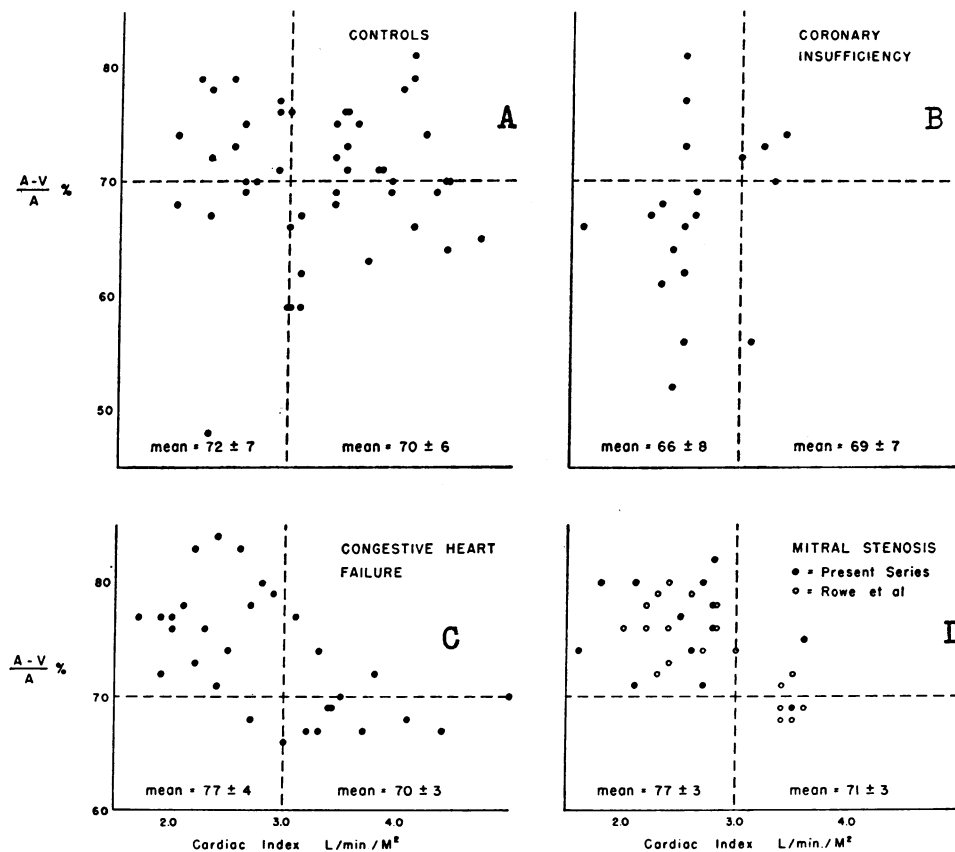 CONTROLS
A
80
A-V
A
%
70
60
50
mean = 72 ± 7
mean = 70 ± 6
CORONARY
INSUFFICIENCY
B
mean = 66 ± 8
mean = 69 ± 7
CONGESTIVE HEART
FAILURE
C
80
A-V
A
%
70
60
mean = 77 ± 4
mean = 70 ± 3
2.0
3.0
4.0
Cardiac Index L/min/M²
MITRAL STENOSIS
• = Present Series
o = Rowe et al
mean = 77 ± 3
mean = 71 ± 3
2.0
3.0
4.0
Cardiac Index L/min./M²